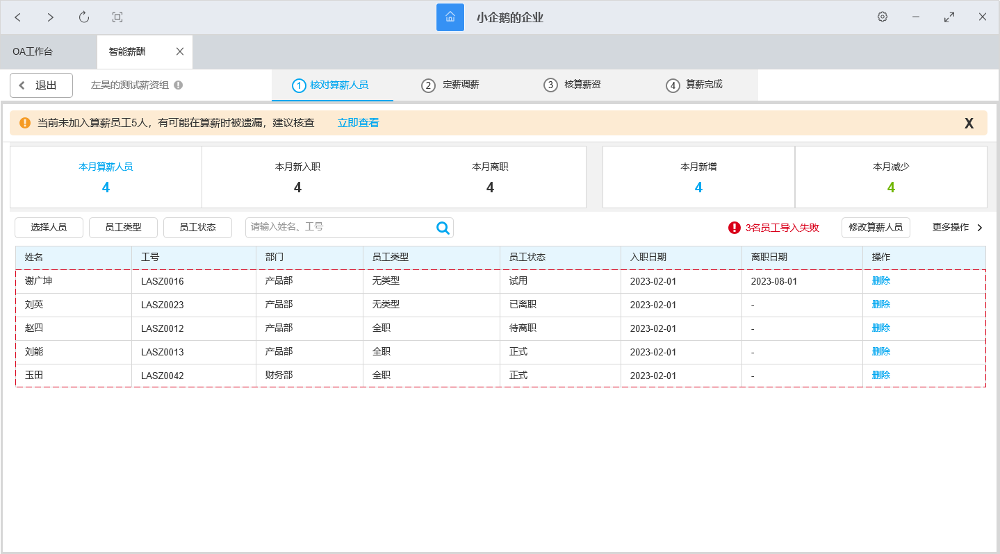 小企鹅的企业
OA工作台 智能薪酬
退出 左昊的测试薪资组 1 核对算薪人员 2 定薪调薪 3 核算薪资 4 算薪完成
当前未加入算薪员工5人，有可能在算薪时被遗漏，建议核查 立即查看 X
本月算薪人员 本月新入职 本月离职 本月新增 本月减少
4 4 4 4 4
选择人员 员工类型 员工状态 请输入姓名、工号 3名员工导入失败 修改算薪人员 更多操作
姓名 工号 部门 员工类型 员工状态 入职日期 离职日期 操作
谢广坤 LASZ0016 产品部 无类型 试用 2023-02-01 2023-08-01 删除
刘英 LASZ0023 产品部 无类型 已离职 2023-02-01 - 删除
赵四 LASZ0012 产品部 全职 待离职 2023-02-01 - 删除
刘能 LASZ0013 产品部 全职 正式 2023-02-01 - 删除
玉田 LASZ0042 财务部 全职 正式 2023-02-01 - 删除